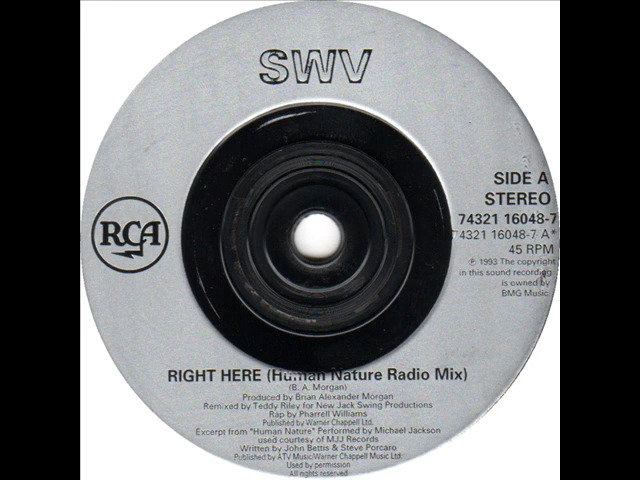 SWV
SIDE A
STEREO
74321 16048-7
74321 16048-7 A*
45 RPM
℗ 1993 The copyright
in this sound recording
is owned by
BMG Music
RCA
RIGHT HERE (Human Nature Radio Mix)
(B. A. Morgan)
Produced by Brian Alexander Morgan
Remixed by Teddy Riley for New Jack Swing Productions
Rap by Pharrell Williams
Published by Warner Chappell Ltd.
Excerpt from "Human Nature" Performed by Michael Jackson
used courtesy of MJJ Records
Written by John Bettis & Steve Porcaro
Published by ATV Music/Warner Chappell Music Ltd.
Used by permission
All rights reserved